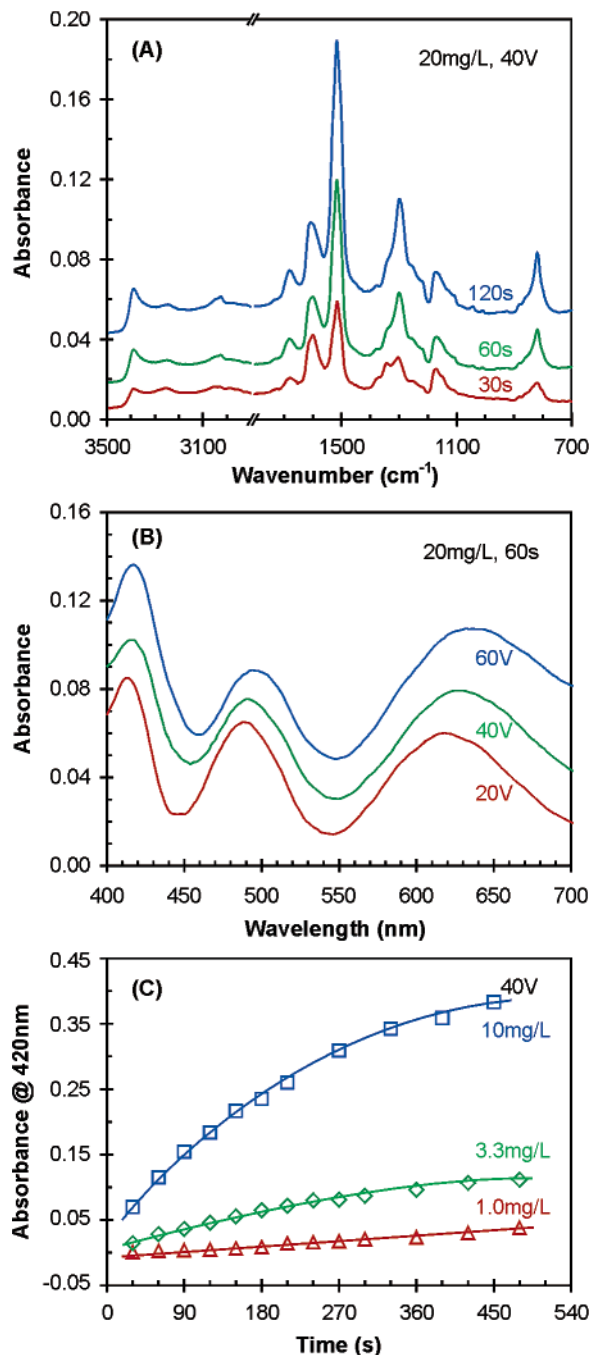 0.20
(A)
20mg/L, 40V
0.16
0.12
0.08
120s
0.04
60s
30s
0.00
3500 3100 1500 1100 700
Absorbance
Wavenumber (cm⁻¹)
0.16
(B)
20mg/L, 60s
0.12
60V
0.08
40V
0.04
20V
0.00
400 450 500 550 600 650 700
Absorbance
Wavelength (nm)
0.45
(C)
40V
0.35
10mg/L
0.25
0.15
3.3mg/L
0.05
1.0mg/L
-0.05
0 90 180 270 360 450 540
Absorbance @ 420nm
Time (s)